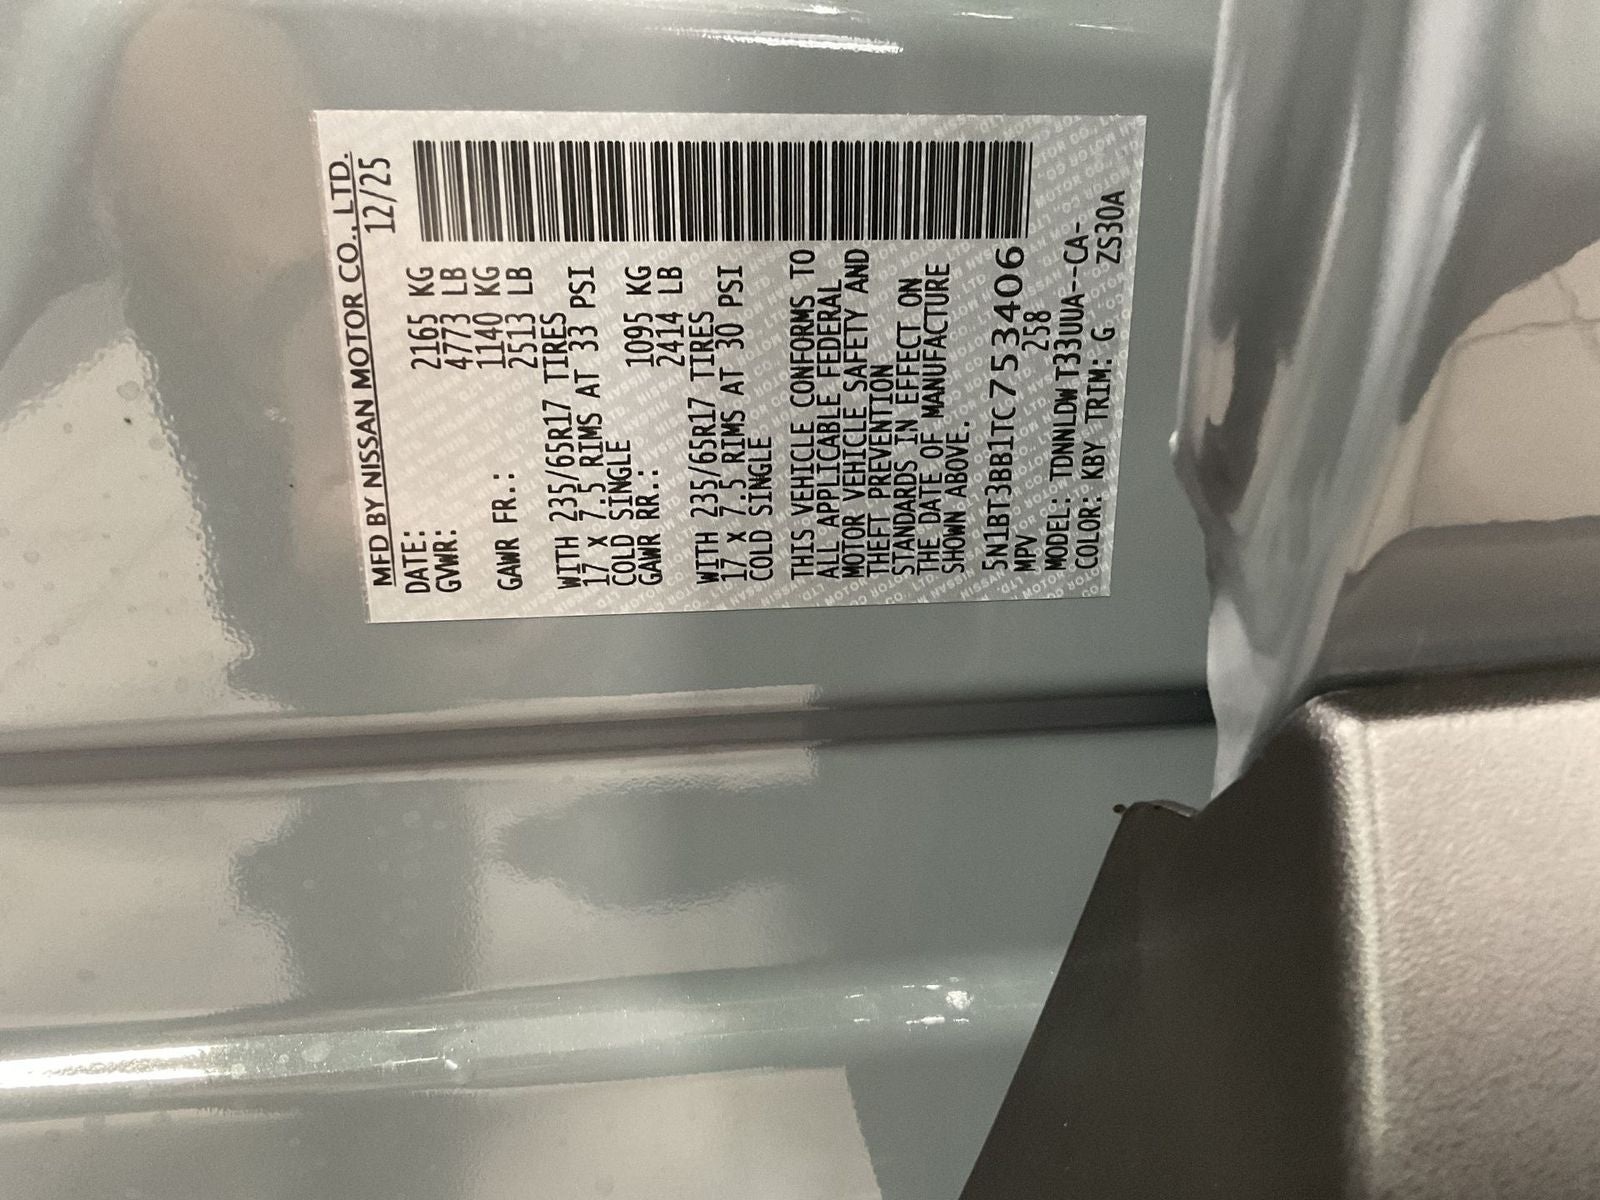 MFD BY NISSAN MOTOR CO., LTD.
DATE: 12/25
GVWR: 2165 KG
4773 LB
GAWR FR.: 1140 KG
2513 LB
WITH 235/65R17 TIRES
17 x 7.5 RIMS AT 33 PSI
COLD SINGLE
GAWR RR.: 1095 KG
2414 LB
WITH 235/65R17 TIRES
17 x 7.5 RIMS AT 30 PSI
COLD SINGLE
THIS VEHICLE CONFORMS TO
ALL APPLICABLE FEDERAL
MOTOR VEHICLE SAFETY AND
THEFT PREVENTION
STANDARDS IN EFFECT ON
THE DATE OF MANUFACTURE
SHOWN ABOVE.
5N1BT3BB1TC753406
MPV 258
MODEL: TDNNLDW T33UUA--CA-
COLOR: KBY TRIM: G ZS30A